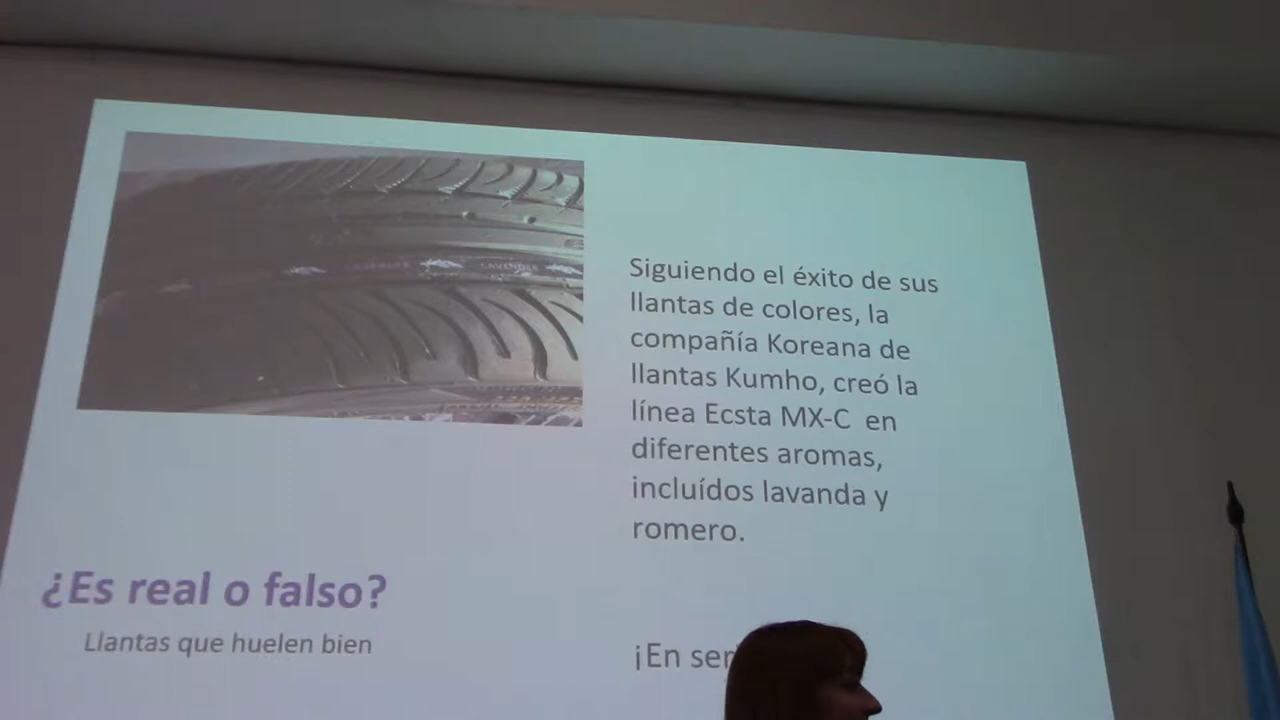 LAVENDER
Siguiendo el éxito de sus
llantas de colores, la
compañía Koreana de
llantas Kumho, creó la
línea Ecsta MX-C en
diferentes aromas,
incluídos lavanda y
romero.
¿Es real o falso?
Llantas que huelen bien
¡En